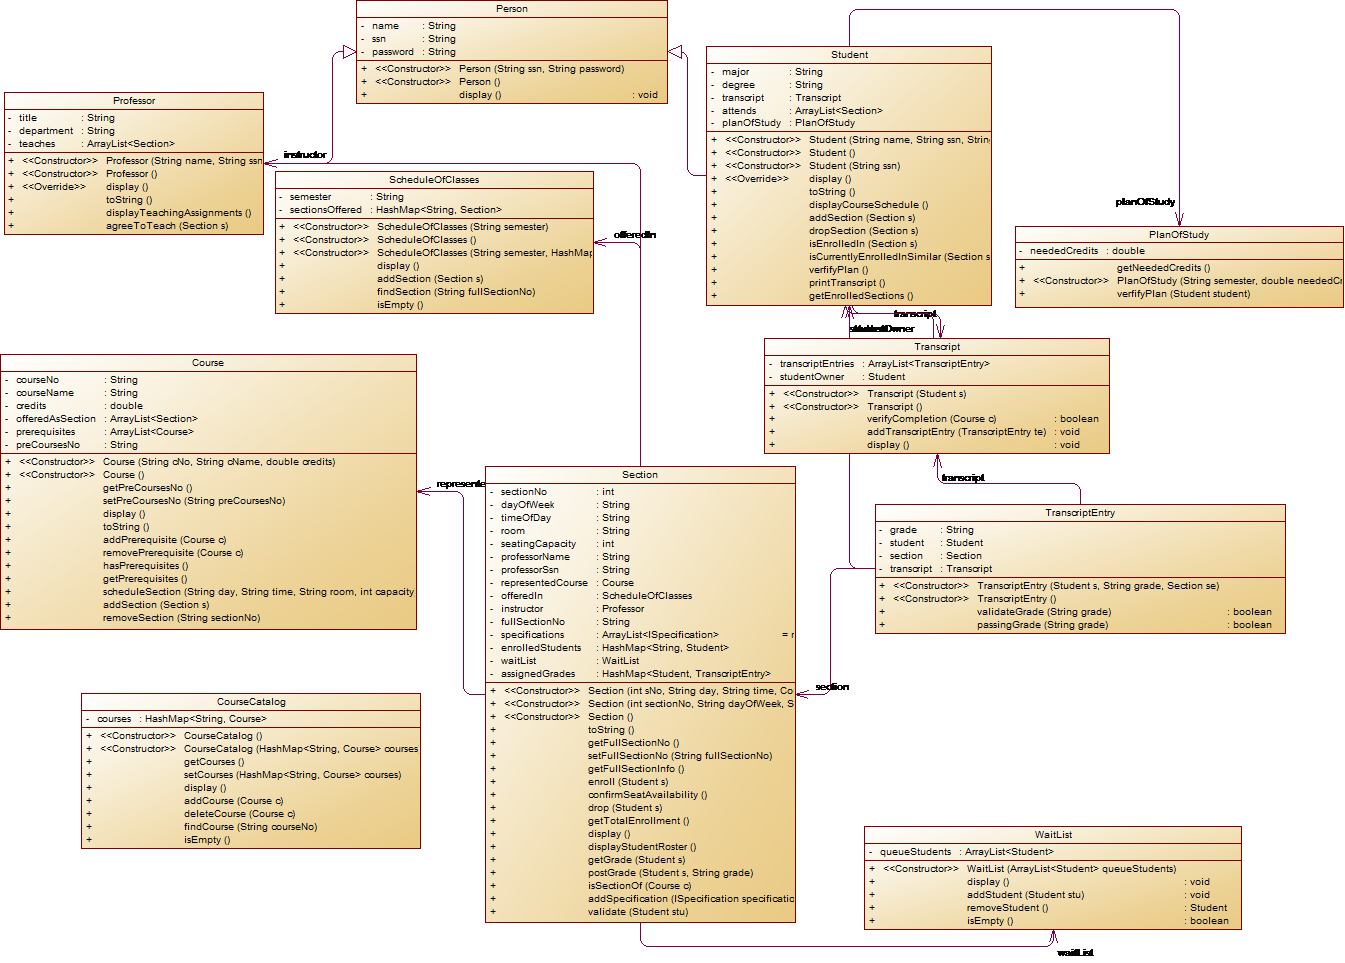 Person
- name : String
- ssn : String
- password : String
+ <<Constructor>> Person (String ssn, String password)
+ <<Constructor>> Person ()
+ display () : void
Student
- major : String
- degree : String
- transcript : Transcript
- attends : ArrayList<Section>
- planOfStudy : PlanOfStudy
+ <<Constructor>> Student (String name, String ssn, String
+ <<Constructor>> Student ()
+ <<Constructor>> Student (String ssn)
+ <<Override>> display ()
+ toString ()
+ displayCourseSchedule ()
+ addSection (Section s)
+ dropSection (Section s)
+ isEnrolledIn (Section s)
+ isCurrentlyEnrolledInSimilar (Section s
+ verfifyPlan ()
+ printTranscript ()
+ getEnrolledSections ()
Professor
- title : String
- department : String
- teaches : ArrayList<Section>
+ <<Constructor>> Professor (String name, String ssn
+ <<Constructor>> Professor ()
+ <<Override>> display ()
+ toString ()
+ displayTeachingAssignments ()
+ agreeToTeach (Section s)
instructor
ScheduleOfClasses
- semester : String
- sectionsOffered : HashMap<String, Section>
+ <<Constructor>> ScheduleOfClasses (String semester)
+ <<Constructor>> ScheduleOfClasses ()
+ <<Constructor>> ScheduleOfClasses (String semester, HashMap
+ display ()
+ addSection (Section s)
+ findSection (String fullSectionNo)
+ isEmpty ()
offeredIn
planOfStudy
PlanOfStudy
- neededCredits : double
+ getNeededCredits ()
+ <<Constructor>> PlanOfStudy (String semester, double neededCr
+ verfifyPlan (Student student)
transcript
studentOwner
Transcript
- transcriptEntries : ArrayList<TranscriptEntry>
- studentOwner : Student
+ <<Constructor>> Transcript (Student s)
+ <<Constructor>> Transcript ()
+ verifyCompletion (Course c) : boolean
+ addTranscriptEntry (TranscriptEntry te) : void
+ display () : void
Course
- courseNo : String
- courseName : String
- credits : double
- offeredAsSection : ArrayList<Section>
- prerequisites : ArrayList<Course>
- preCoursesNo : String
+ <<Constructor>> Course (String cNo, String cName, double credits)
+ <<Constructor>> Course ()
+ getPreCoursesNo ()
+ setPreCoursesNo (String preCoursesNo)
+ display ()
+ toString ()
+ addPrerequisite (Course c)
+ removePrerequisite (Course c)
+ hasPrerequisites ()
+ getPrerequisites ()
+ scheduleSection (String day, String time, String room, int capacity
+ addSection (Section s)
+ removeSection (String sectionNo)
represente
Section
- sectionNo : int
- dayOfWeek : String
- timeOfDay : String
- room : String
- seatingCapacity : int
- professorName : String
- professorSsn : String
- representedCourse : Course
- offeredIn : ScheduleOfClasses
- instructor : Professor
- fullSectionNo : String
- specifications : ArrayList<ISpecification> = r
- enrolledStudents : HashMap<String, Student>
- waitList : WaitList
- assignedGrades : HashMap<Student, TranscriptEntry>
+ <<Constructor>> Section (int sNo, String day, String time, Co
+ <<Constructor>> Section (int sectionNo, String dayOfWeek, S
+ <<Constructor>> Section ()
+ toString ()
+ getFullSectionNo ()
+ setFullSectionNo (String fullSectionNo)
+ getFullSectionInfo ()
+ enroll (Student s)
+ confirmSeatAvailability ()
+ drop (Student s)
+ getTotalEnrollment ()
+ display ()
+ displayStudentRoster ()
+ getGrade (Student s)
+ postGrade (Student s, String grade)
+ isSectionOf (Course c)
+ addSpecification (ISpecification specificatio
+ validate (Student stu)
transcript
TranscriptEntry
- grade : String
- student : Student
- section : Section
- transcript : Transcript
+ <<Constructor>> TranscriptEntry (Student s, String grade, Section se)
+ <<Constructor>> TranscriptEntry ()
+ validateGrade (String grade) : boolean
+ passingGrade (String grade) : boolean
section
CourseCatalog
- courses : HashMap<String, Course>
+ <<Constructor>> CourseCatalog ()
+ <<Constructor>> CourseCatalog (HashMap<String, Course> courses
+ getCourses ()
+ setCourses (HashMap<String, Course> courses)
+ display ()
+ addCourse (Course c)
+ deleteCourse (Course c)
+ findCourse (String courseNo)
+ isEmpty ()
WaitList
- queueStudents : ArrayList<Student>
+ <<Constructor>> WaitList (ArrayList<Student> queueStudents)
+ display () : void
+ addStudent (Student stu) : void
+ removeStudent () : Student
+ isEmpty () : boolean
waitList